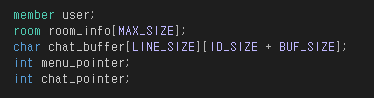 member user;
room room_info[MAX_SIZE];
char chat_buffer[LINE_SIZE][ID_SIZE + BUF_SIZE];
int menu_pointer;
int chat_pointer;